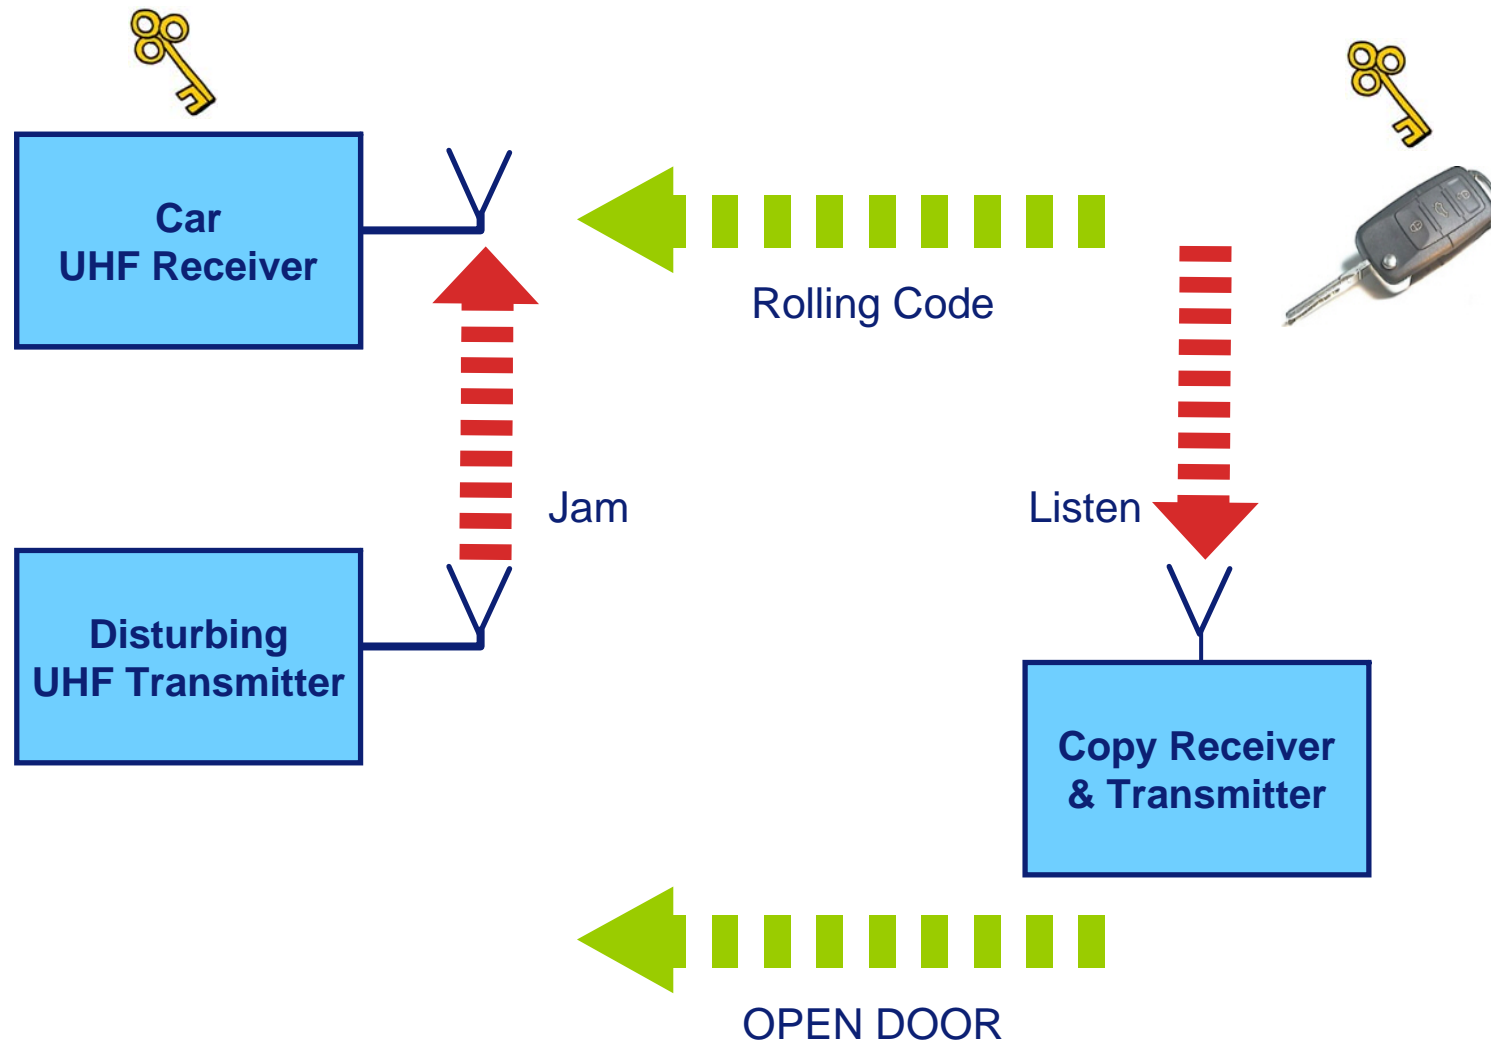 Car
UHF Receiver
Rolling Code
Jam
Listen
Disturbing
UHF Transmitter
Copy Receiver
& Transmitter
OPEN DOOR